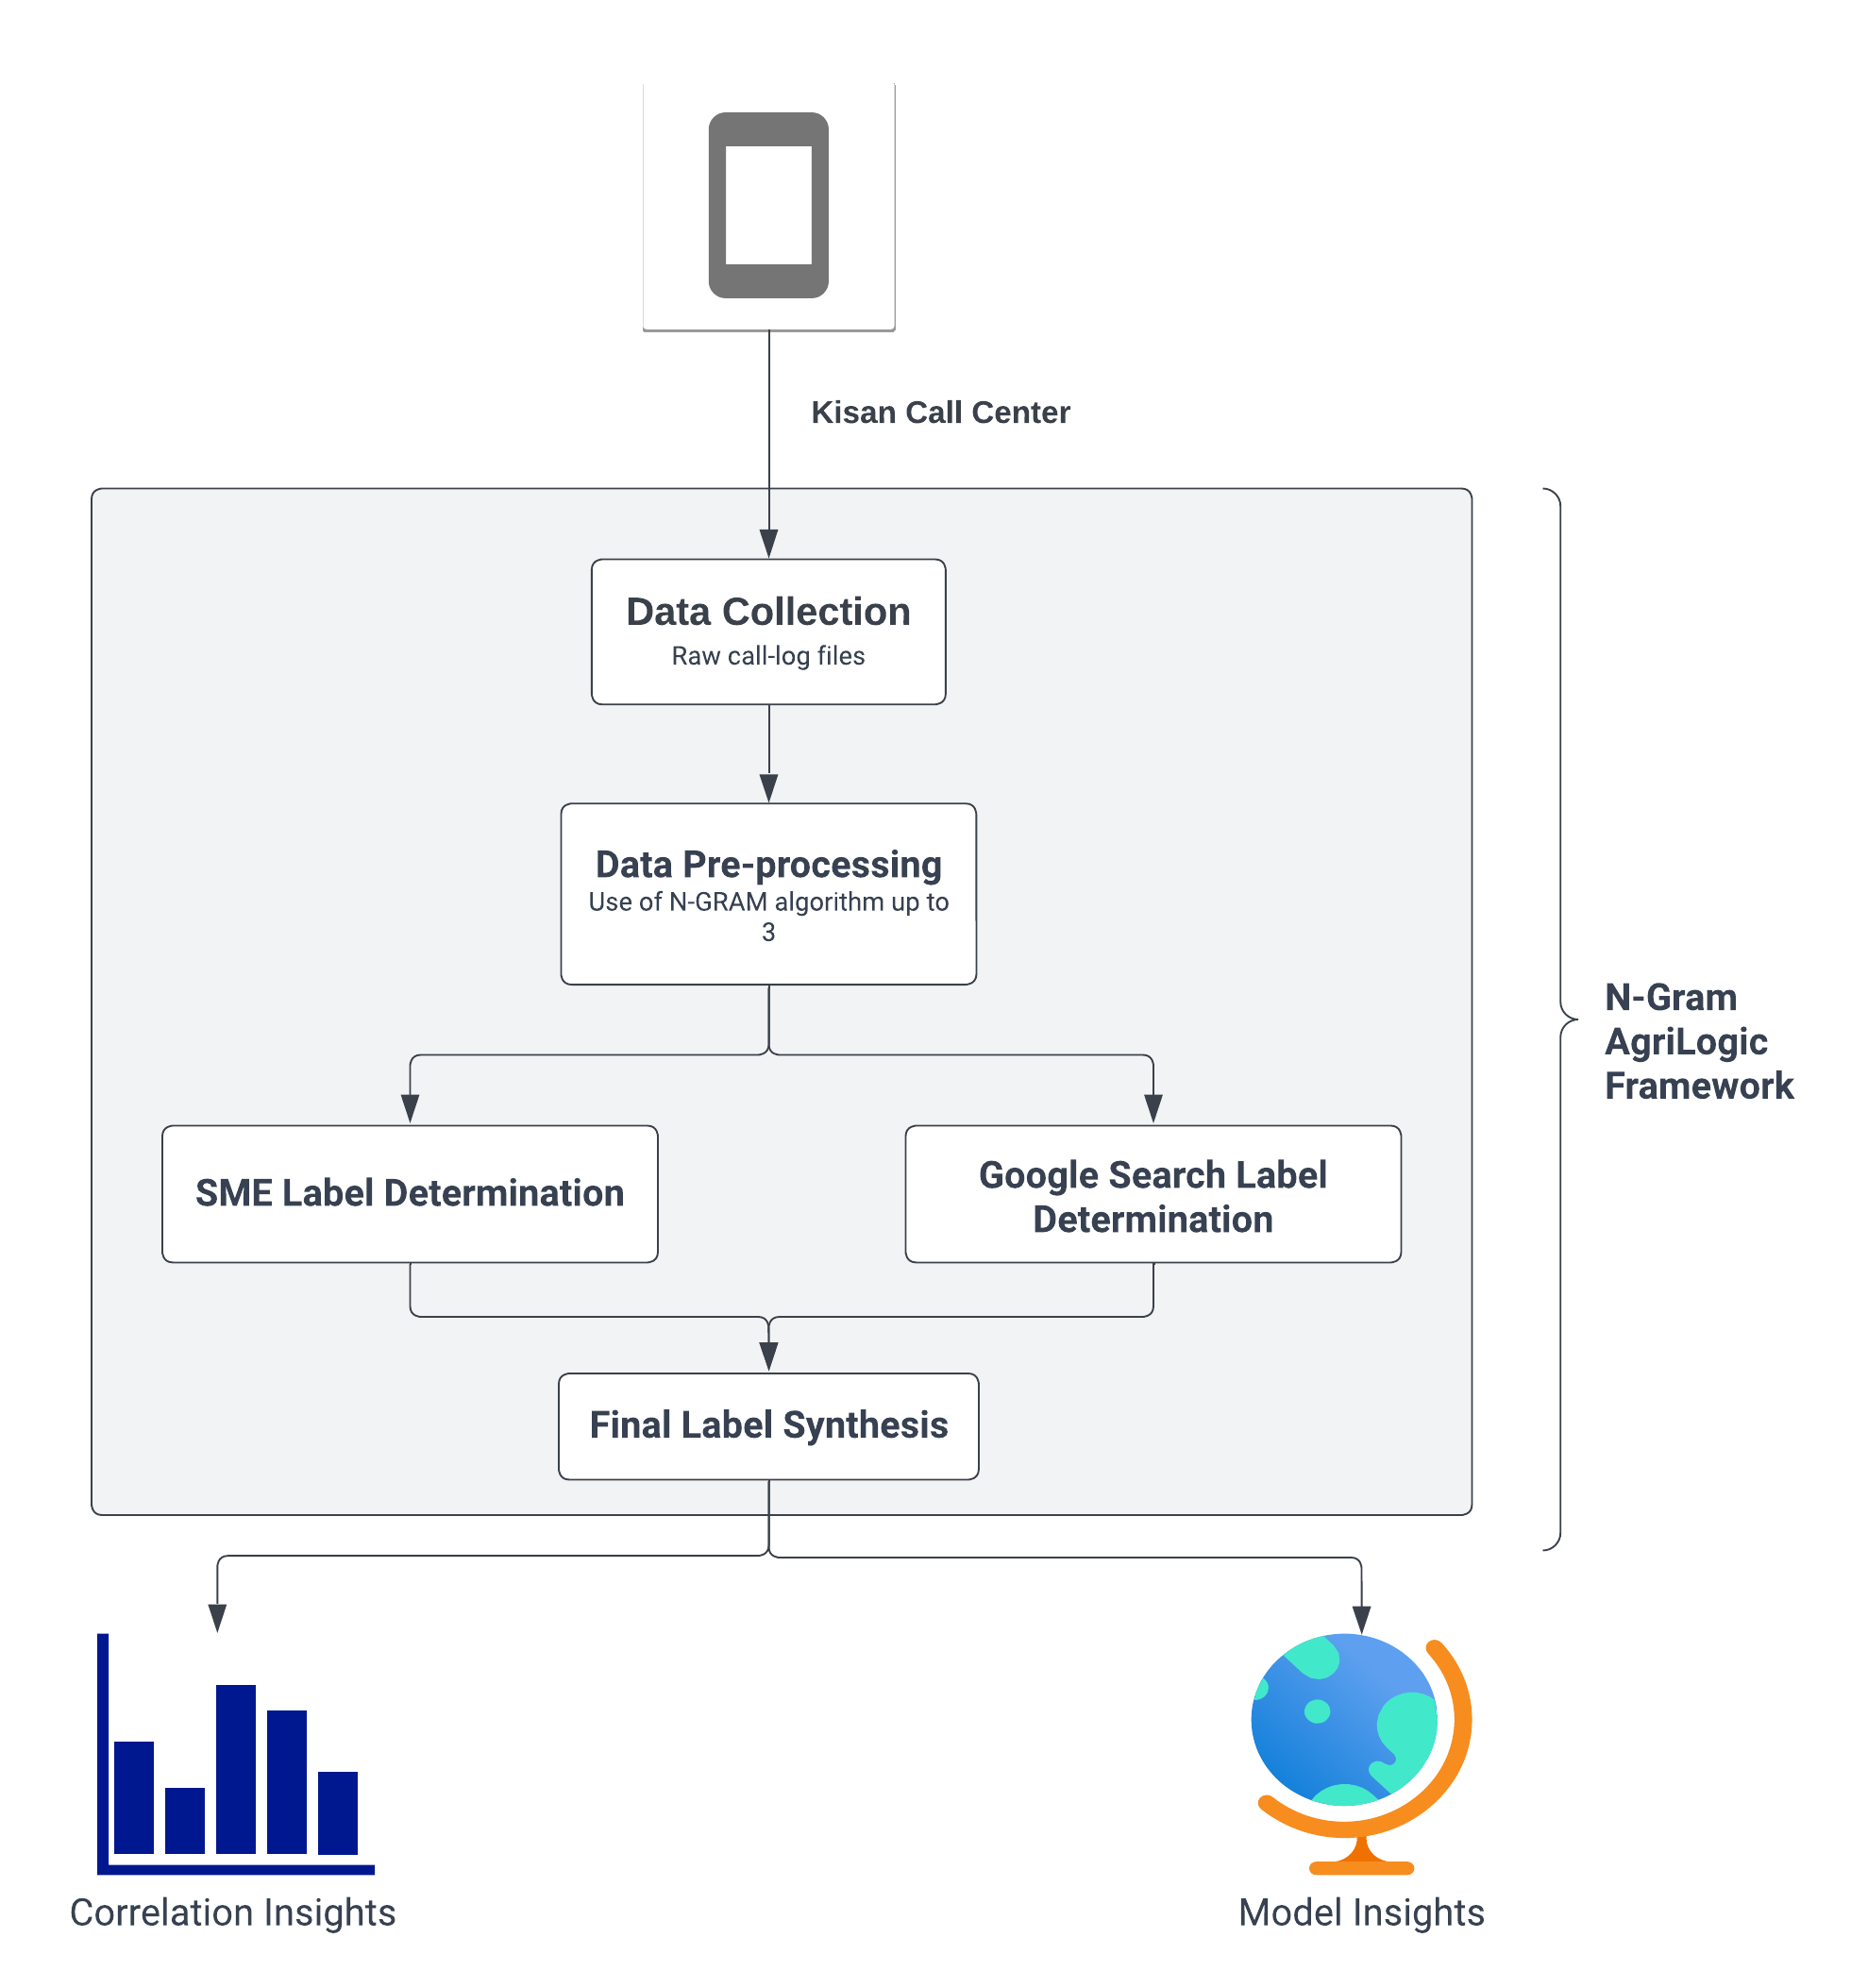 Kisan Call Center
Data Collection
Raw call-log files
Data Pre-processing
Use of N-GRAM algorithm up to
3
N-Gram
AgriLogic
Framework
SME Label Determination
Google Search Label
Determination
Final Label Synthesis
Correlation Insights
Model Insights